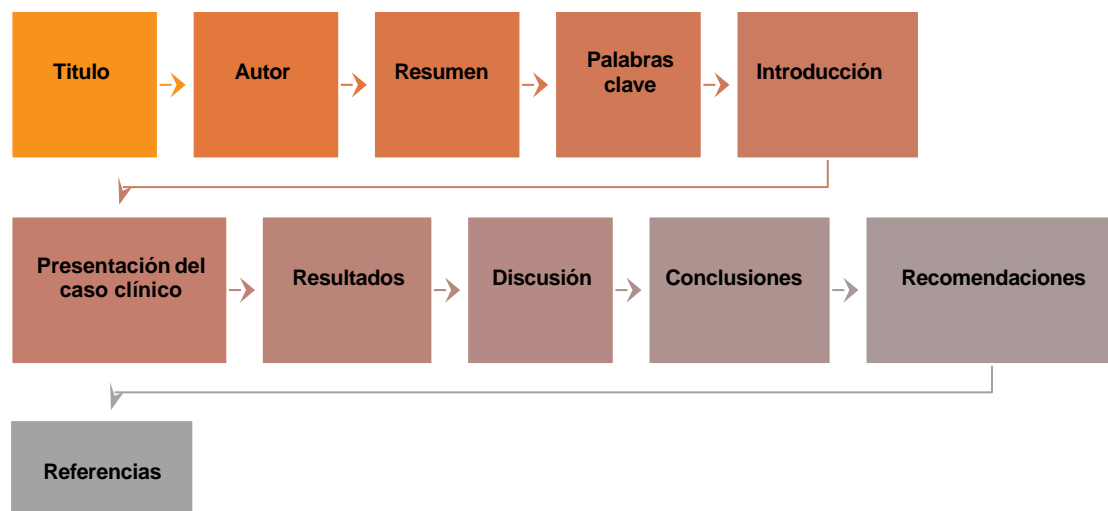 Titulo
Autor
Resumen
Palabras
clave
Introducción
Presentación del
caso clínico
Resultados
Discusión
Conclusiones
Recomendaciones
Referencias